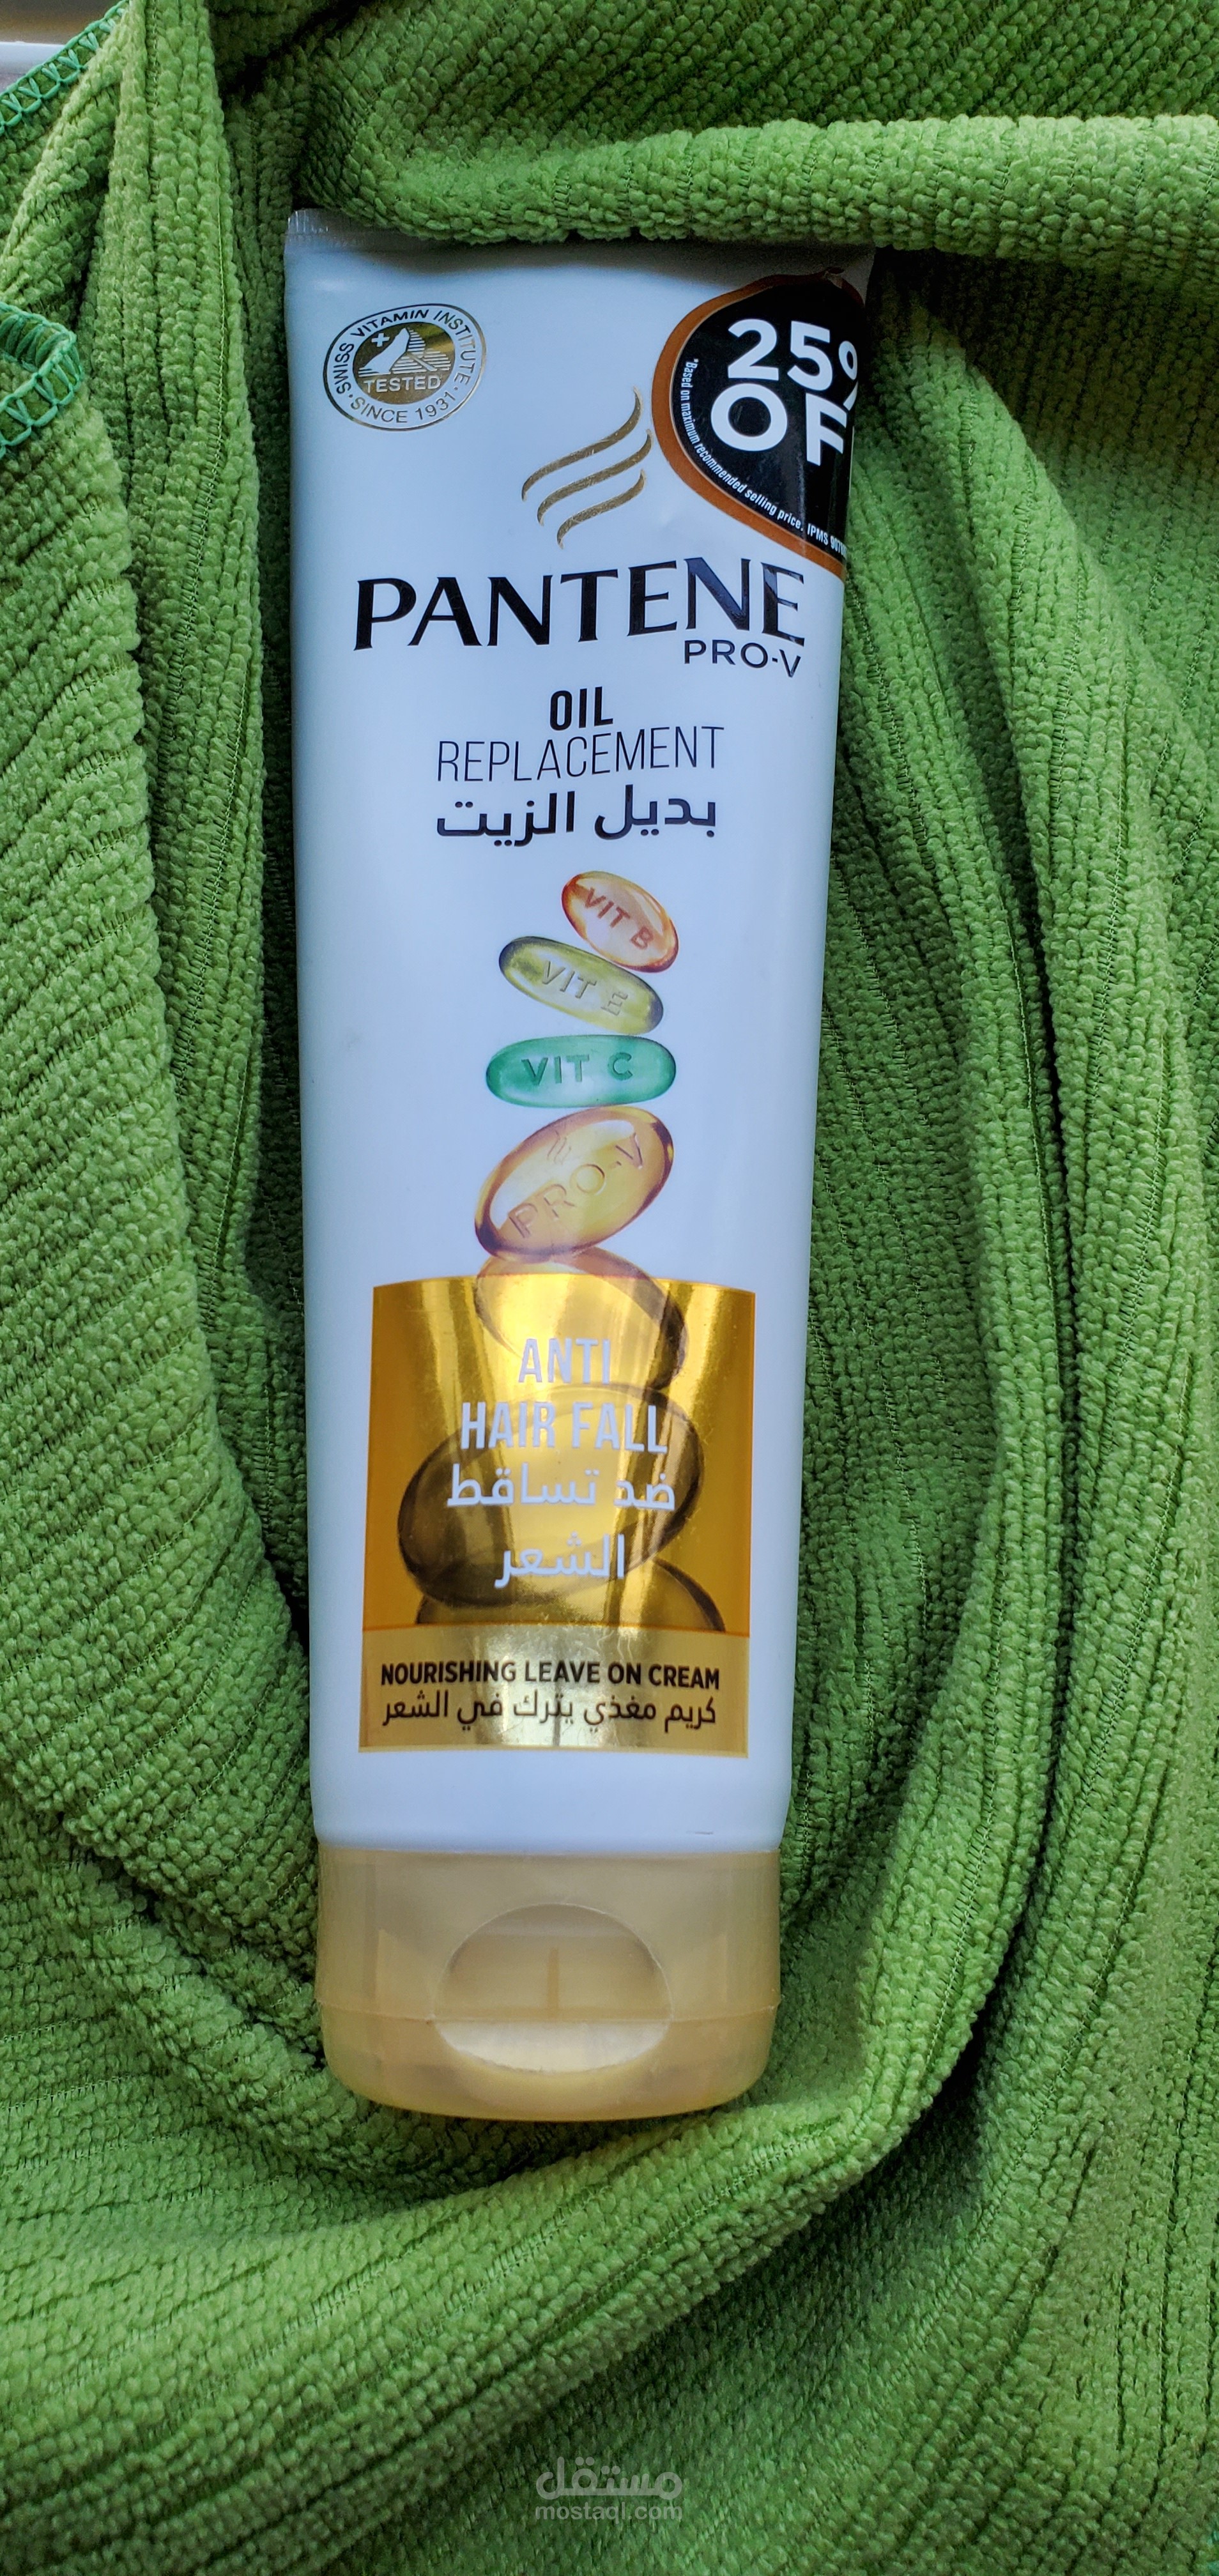 SWISS VITAMIN INSTITUTE
TESTED
SINCE 1931
25%
OF
*Based on maximum recommended selling price. IPMS
PANTENE
PRO-V
OIL
REPLACEMENT
بديل الزيت
VIT B
VIT E
VIT C
PRO-V
ANTI
HAIR FALL
ضد تساقط
الشعر
NOURISHING LEAVE ON CREAM
كريم مغذي يترك في الشعر
مستقل
mostaql.com